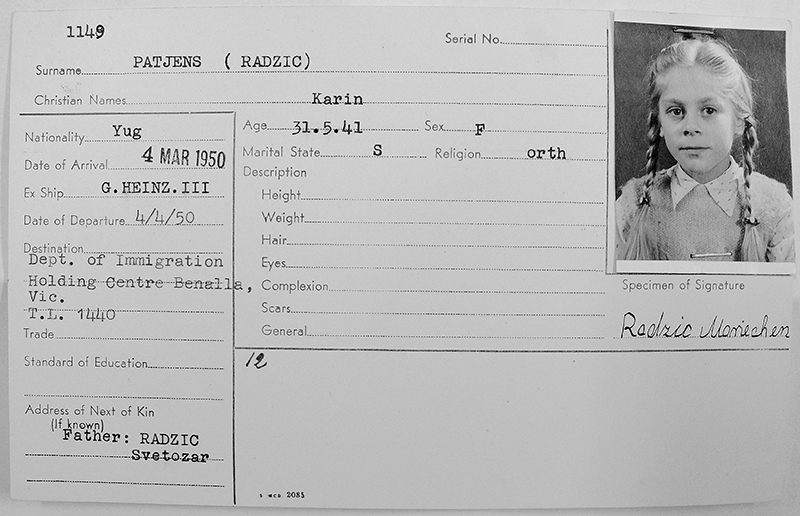 1149
Serial No.
Surname PATJENS ( RADZIC)
Christian Names Karin
Nationality Yug
Date of Arrival 4 MAR 1950
Ex Ship G.HEINZ.III
Date of Departure 4/4/50
Destination
Dept. of Immigration
Holding Centre Benalla,
Vic.
T.L. 1440
Trade
Standard of Education
Address of Next of Kin
(If known)
Father: RADZIC
Svetozar
Age 31.5.41 Sex F
Marital State S Religion orth
Description
Height
Weight
Hair
Eyes
Complexion
Scars
General
12
Specimen of Signature
Radzic Mariechen